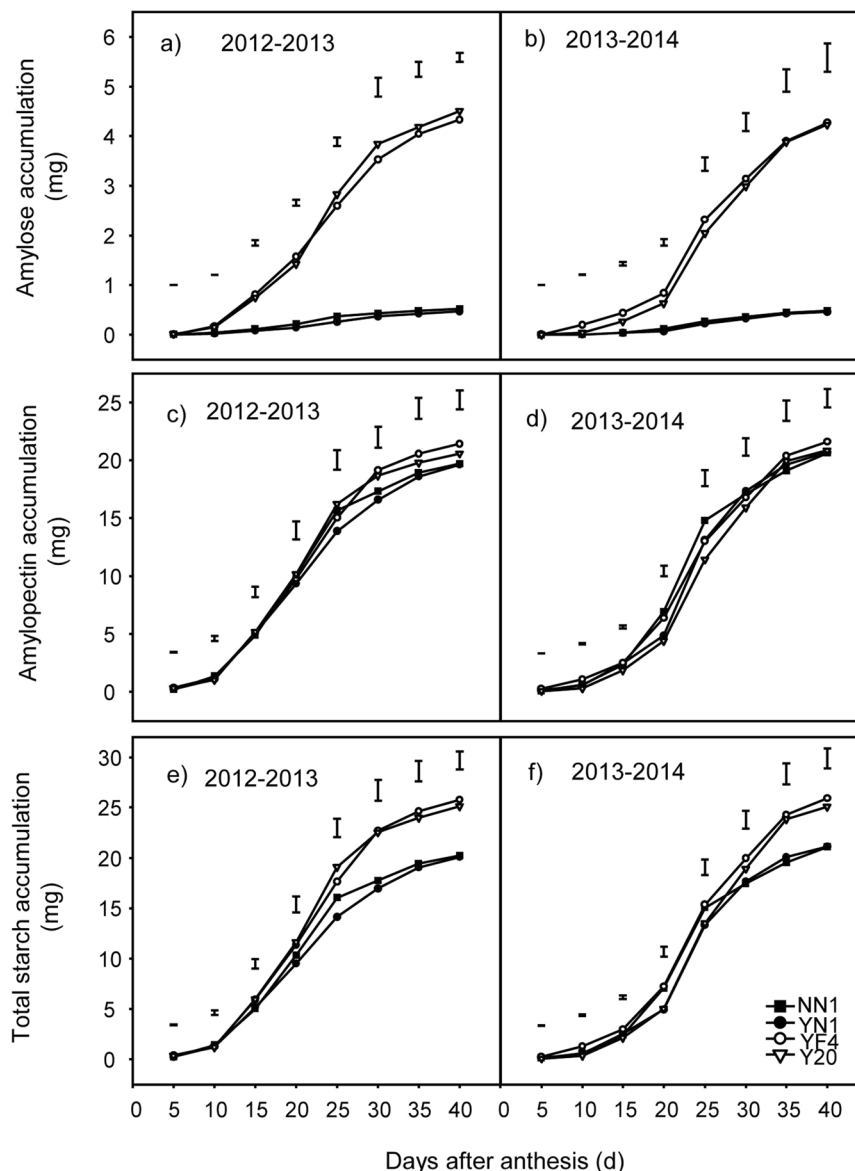 a) 2012-2013
b) 2013-2014
Amylose accumulation
(mg)
6
5
4
3
2
1
0
c) 2012-2013
d) 2013-2014
Amylopectin accumulation
(mg)
25
20
15
10
5
0
e) 2012-2013
f) 2013-2014
Total starch accumulation
(mg)
30
25
20
15
10
5
0
NN1
YN1
YF4
Y20
0 5 10 15 20 25 30 35 40 0 5 10 15 20 25 30 35 40
Days after anthesis (d)